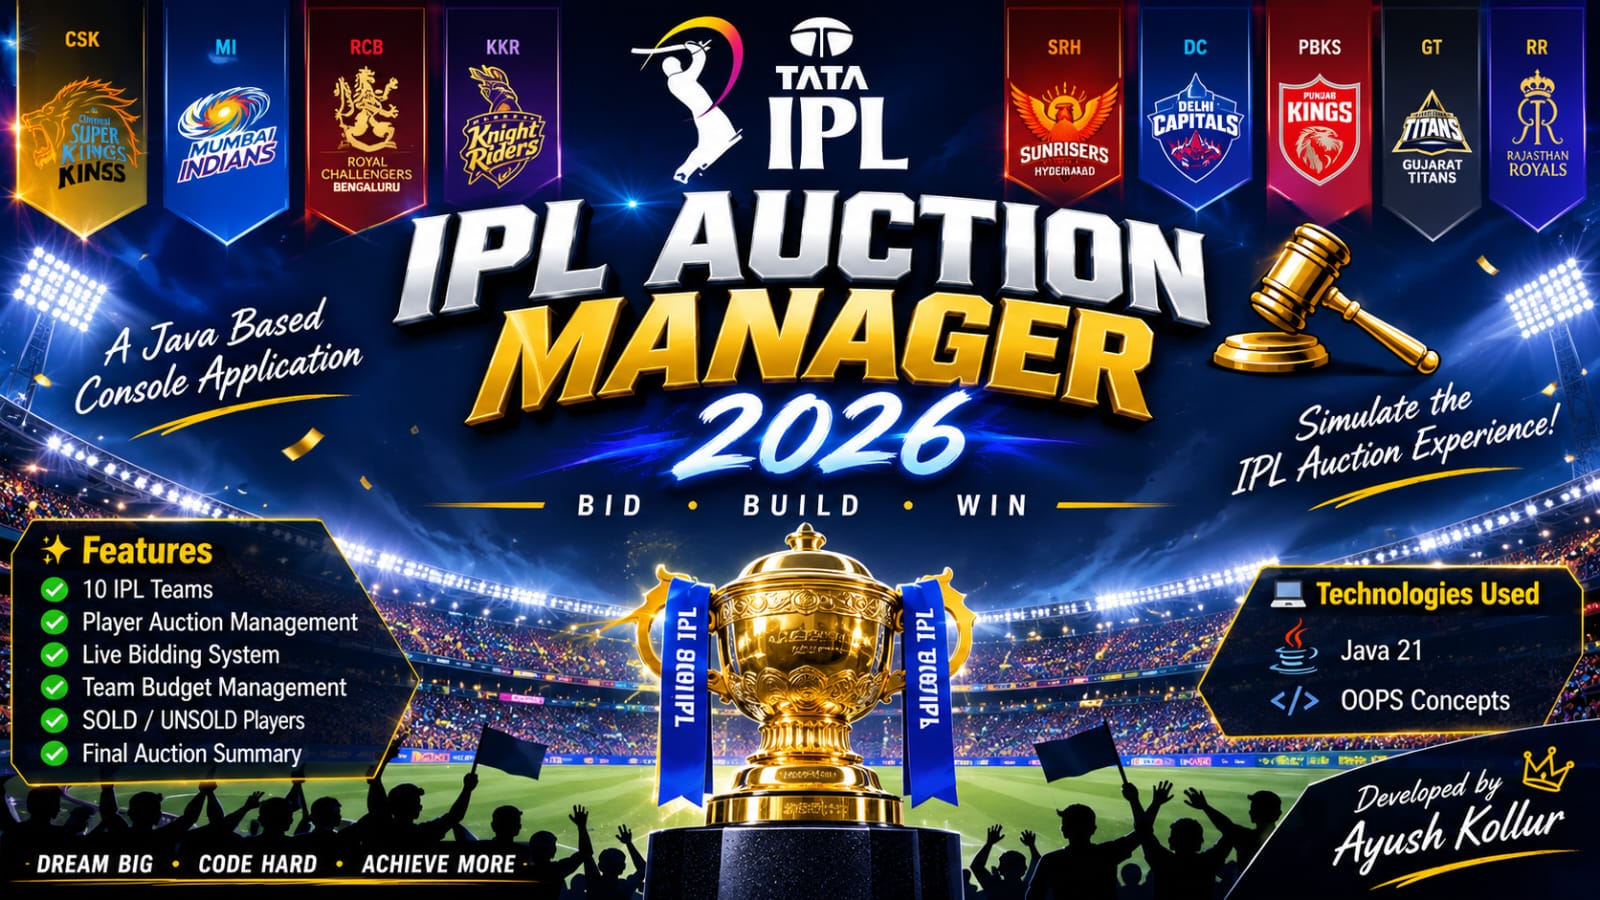 CSK
Chennai
SUPER
KINGS
KINSS
MI
MUMBAI
INDIANS
RCB
ROYAL
CHALLENGERS
BENGALURU
KKR
Knight
Riders
TATA
IPL
SRH
SUNRISERS
DC
DELHI
CAPITALS
PBKS
PUNJAB
KINGS
GT
TITANS
GUJARAT
TITANS
RR
RAJASTHAN
ROYALS
IPL AUCTION
MANAGER
2026
BID • BUILD • WIN
A Java Based
Console Application
Simulate the
IPL Auction Experience!
Features
10 IPL Teams
Player Auction Management
Live Bidding System
Team Budget Management
SOLD / UNSOLD Players
Final Auction Summary
IPL
IPL
Technologies Used
Java 21
</> OOPS Concepts
Developed by
Ayush Kollur
DREAM BIG • CODE HARD • ACHIEVE MORE